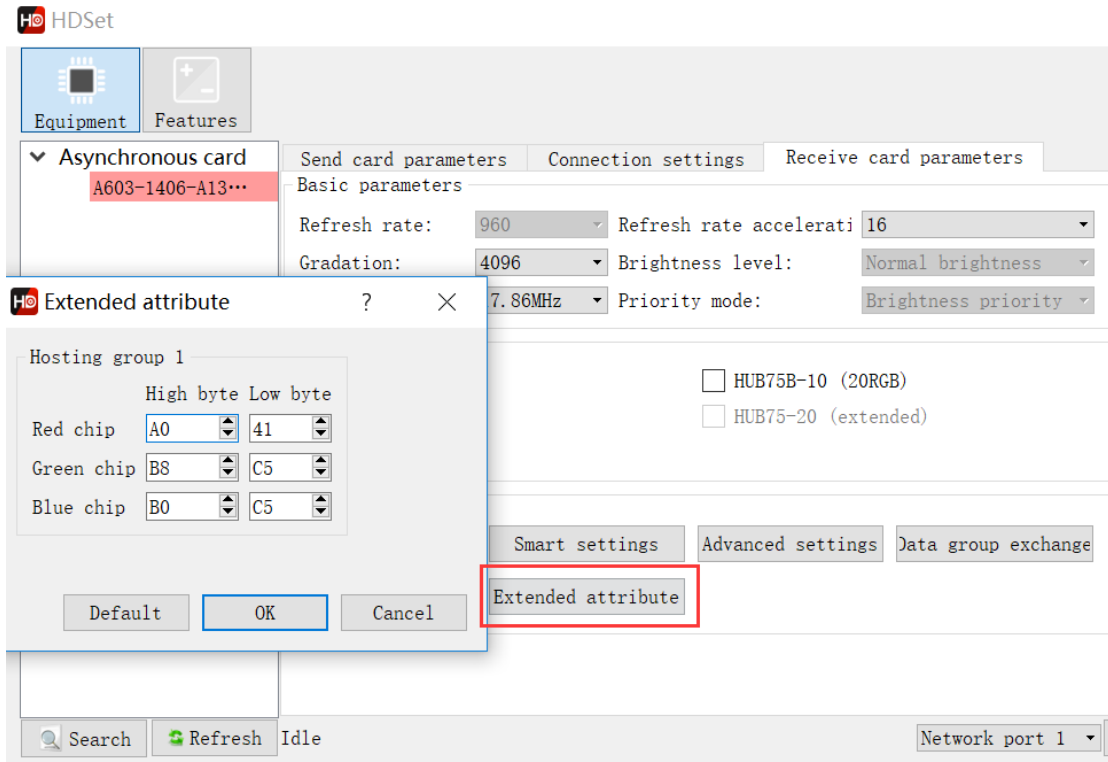 HD HDSet
Equipment Features
Asynchronous card
A603-1406-A13···
Send card parameters Connection settings Receive card parameters
Basic parameters
Refresh rate: 960 Refresh rate accelerati 16
Gradation: 4096 Brightness level: Normal brightness
7.86MHz Priority mode: Brightness priority
HD Extended attribute ?
Hosting group 1
High byte Low byte
Red chip A0 41
Green chip B8 C5
Blue chip B0 C5
Default OK Cancel
HUB75B-10 (20RGB)
HUB75-20 (extended)
Smart settings Advanced settings Data group exchange
Extended attribute
Search Refresh Idle Network port 1